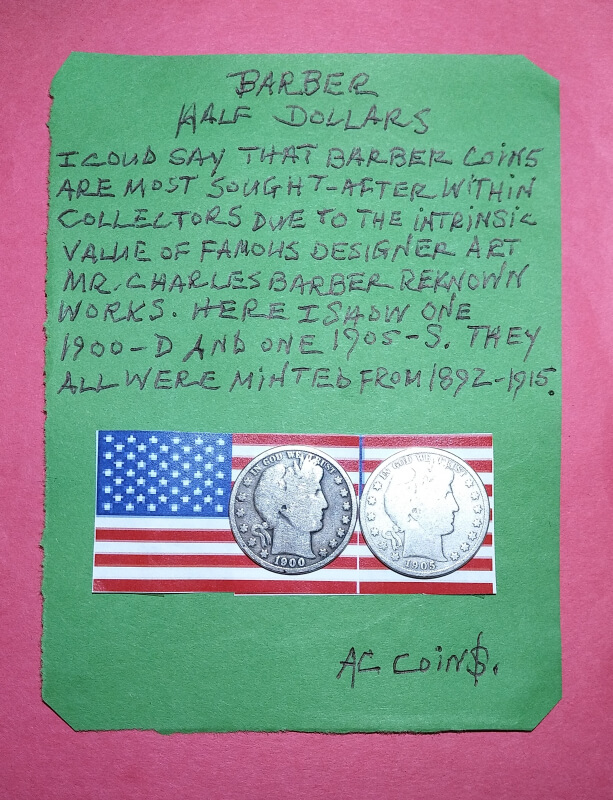 BARBER
HALF DOLLARS
I COUD SAY THAT BARBER COINS
ARE MOST SOUGHT-AFTER WITHIN
COLLECTORS DUE TO THE INTRINSIC
VALUE OF FAMOUS DESIGNER ART
MR. CHARLES BARBER REKNOWN
WORKS. HERE I SHOW ONE
1900-D AND ONE 1905-S. THEY
ALL WERE MINTED FROM 1892-1915.
IN GOD WE TRUST
1900
IN GOD WE TRUST
1905
AC COIN$.